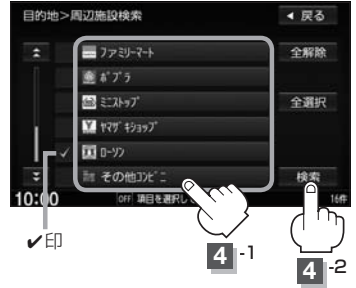 目的地>周辺施設検索
戻る
ファミリーマート
全解除
ポプラ
ミニストップ
全選択
ヤマザキショップ
ローソン
その他コンビニ
検索
10:00
OFF 項目を選択して
16件
✔印
4-1
4-2